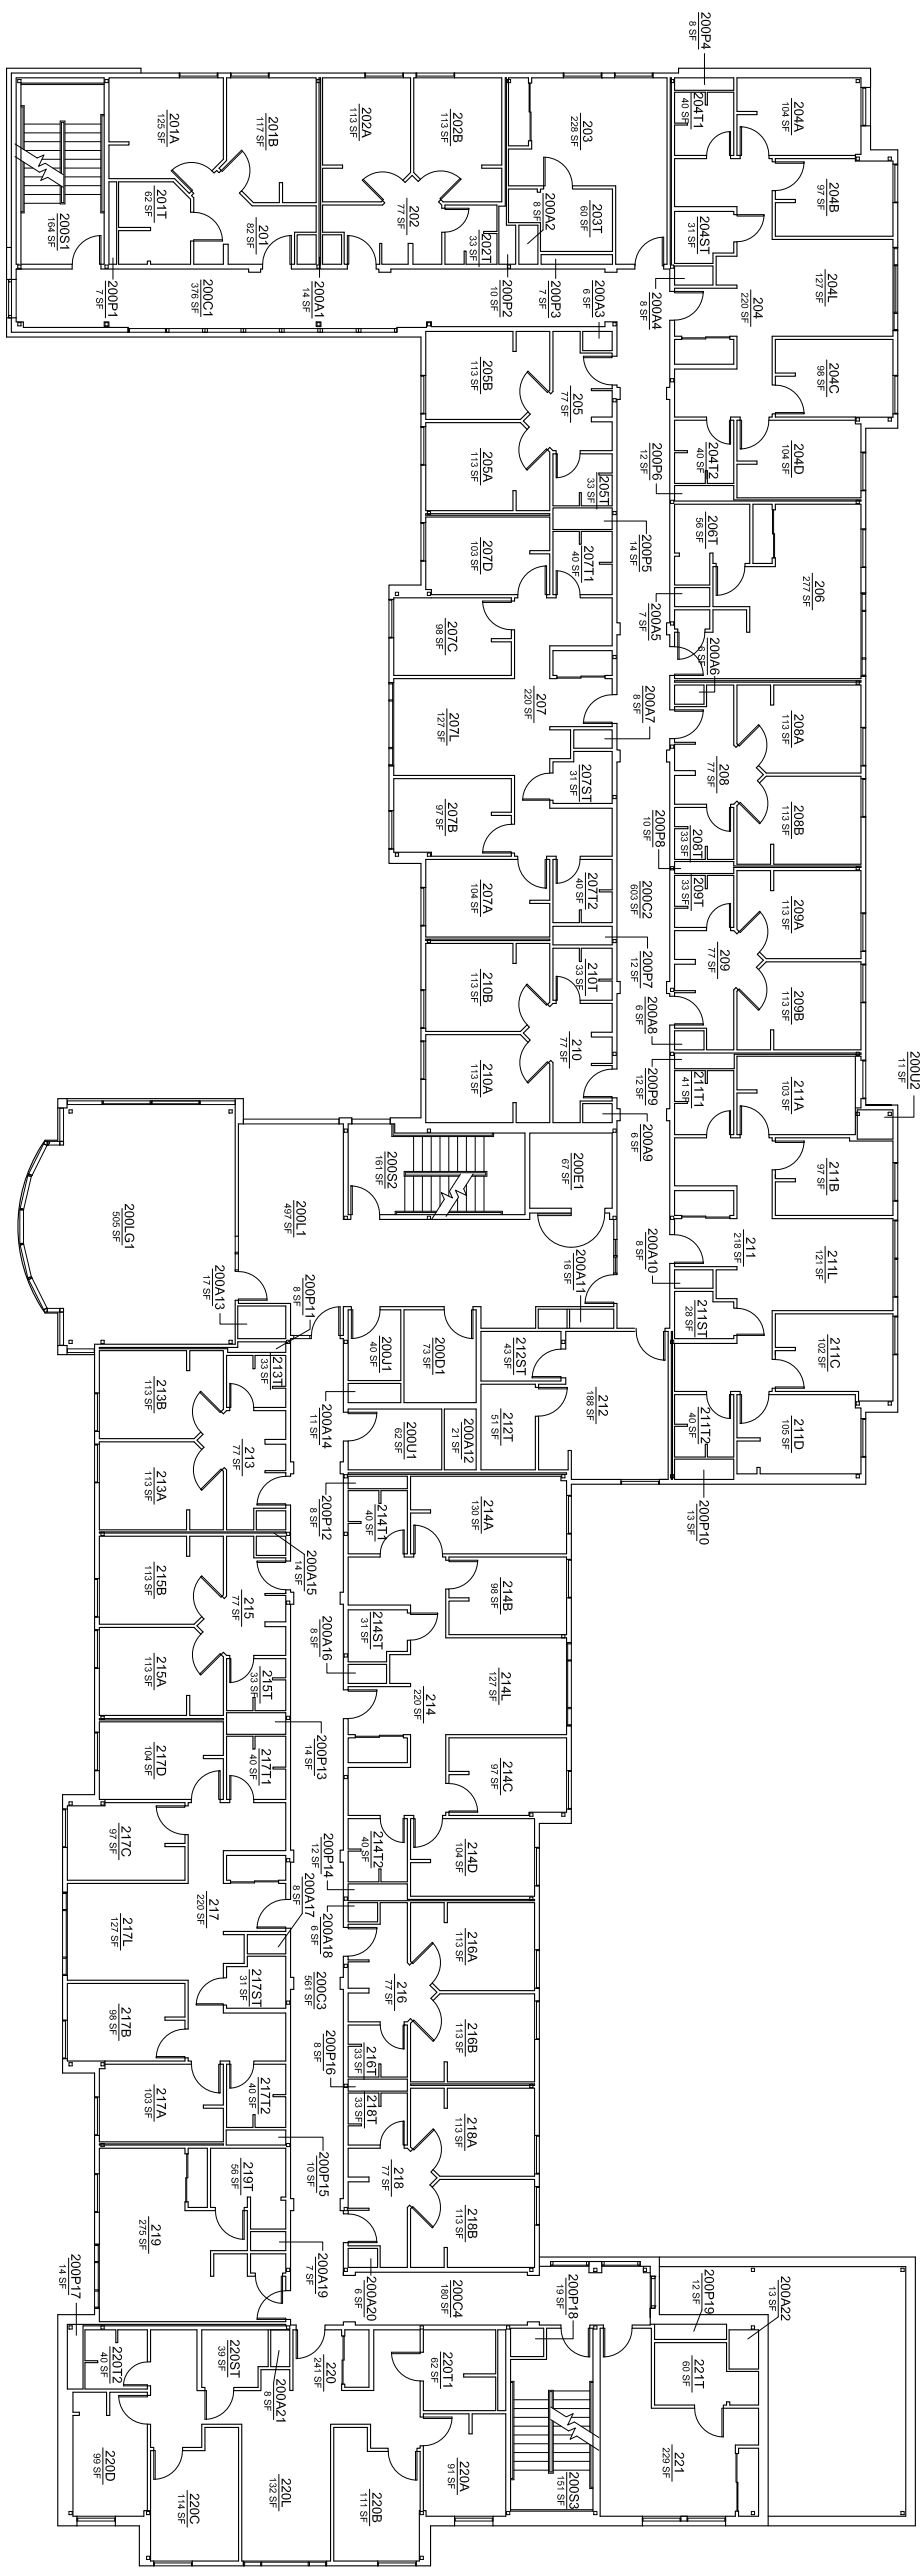 200P4
8 SF
204T1
40 SF
204A
104 SF
204B
97 SF
204ST
31 SF
204L
127 SF
204
220 SF
200A4
8 SF
204C
98 SF
204D
104 SF
204T2
40 SF
200P6
12 SF
201A
125 SF
201B
117 SF
202A
113 SF
202B
113 SF
203
228 SF
200S1
164 SF
201T
62 SF
201
82 SF
202
77 SF
202T
33 SF
200A2
8 SF
203T
60 SF
200P1
7 SF
200C1
376 SF
200A1
14 SF
200P2
10 SF
200P3
7 SF
200A3
6 SF
205B
113 SF
205
77 SF
205A
113 SF
205T
33 SF
200P5
14 SF
207D
103 SF
207T1
40 SF
206T
56 SF
206
277 SF
200A5
7 SF
200A6
6 SF
207C
98 SF
207
220 SF
200A7
8 SF
207L
127 SF
207ST
31 SF
207B
97 SF
208A
113 SF
208
77 SF
208B
113 SF
208T
33 SF
200P8
10 SF
209T
33 SF
209A
113 SF
209
77 SF
209B
113 SF
207A
104 SF
207T2
40 SF
200C2
603 SF
200P7
12 SF
200A8
6 SF
210B
113 SF
210T
33 SF
210
77 SF
210A
113 SF
200P9
12 SF
200A9
6 SF
200U2
11 SF
211T1
41 SF
211A
103 SF
211B
97 SF
211
218 SF
211L
121 SF
200A10
8 SF
211ST
28 SF
211C
102 SF
211T2
40 SF
211D
105 SF
200P10
13 SF
200LG1
505 SF
200L1
497 SF
200S2
161 SF
200E1
67 SF
200A11
16 SF
200A13
17 SF
200P11
8 SF
200J1
40 SF
200D1
73 SF
212ST
43 SF
212
188 SF
212T
51 SF
200A12
21 SF
200U1
62 SF
200A14
11 SF
213B
113 SF
213T
33 SF
213
77 SF
213A
113 SF
200P12
8 SF
200A15
14 SF
214T1
40 SF
214A
130 SF
214B
98 SF
214ST
31 SF
200A16
8 SF
214
220 SF
214L
127 SF
214C
97 SF
214T2
40 SF
214D
104 SF
200P14
12 SF
215B
113 SF
215
77 SF
215A
113 SF
215T
33 SF
200P13
14 SF
217D
104 SF
217T1
40 SF
217C
97 SF
217
220 SF
200A17
8 SF
200A18
6 SF
216A
113 SF
216
77 SF
216B
113 SF
216T
33 SF
200C3
561 SF
200P16
8 SF
217L
127 SF
217ST
31 SF
217B
98 SF
217A
103 SF
217T2
40 SF
200P15
10 SF
218T
33 SF
218A
113 SF
218
77 SF
218B
113 SF
219T
56 SF
219
275 SF
200A19
7 SF
200A20
6 SF
200C4
180 SF
200P18
19 SF
200P19
12 SF
200A22
13 SF
200P17
14 SF
220T2
40 SF
220ST
39 SF
200A21
8 SF
220
241 SF
220T1
62 SF
221T
60 SF
220D
99 SF
220C
114 SF
220L
132 SF
220B
111 SF
220A
91 SF
200S3
151 SF
221
229 SF